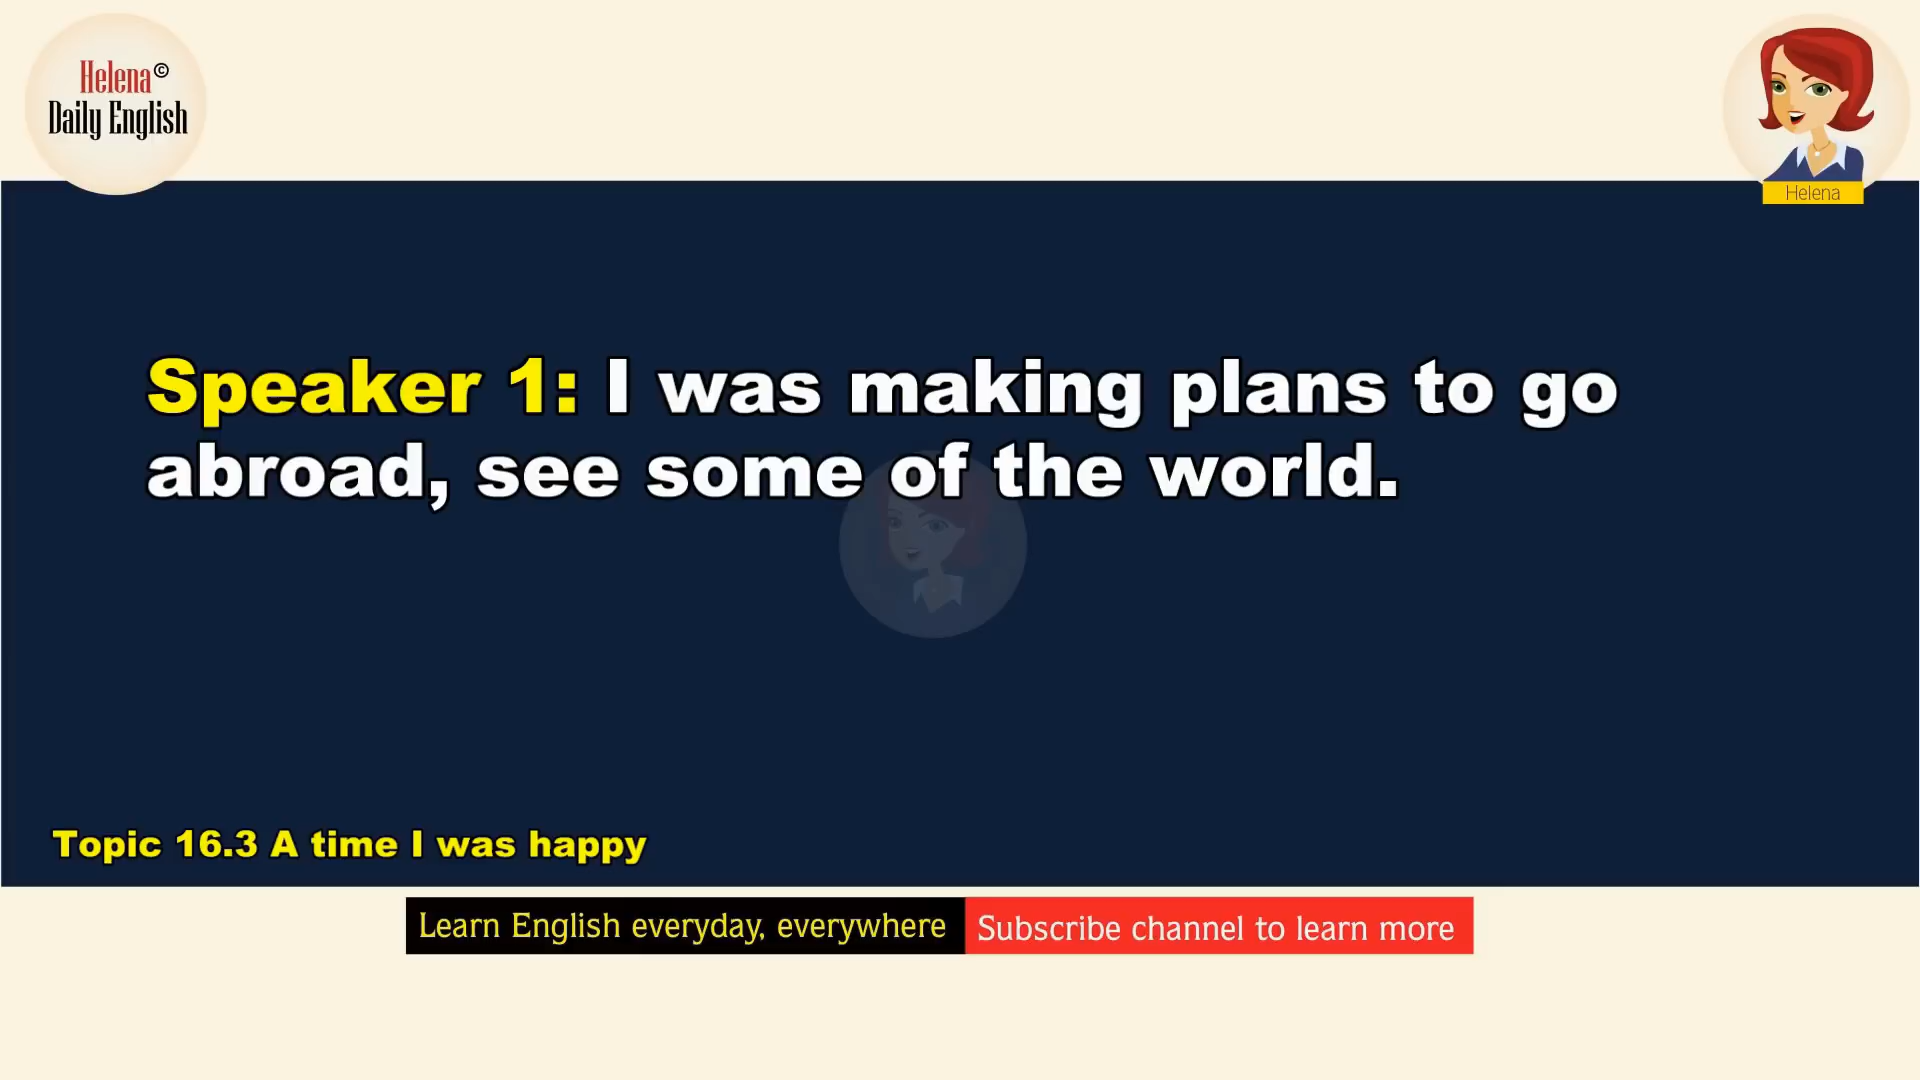 Helena©
Daily English
Helena
Speaker 1: I was making plans to go
abroad, see some of the world.
Topic 16.3 A time I was happy
Learn English everyday, everywhere
Subscribe channel to learn more